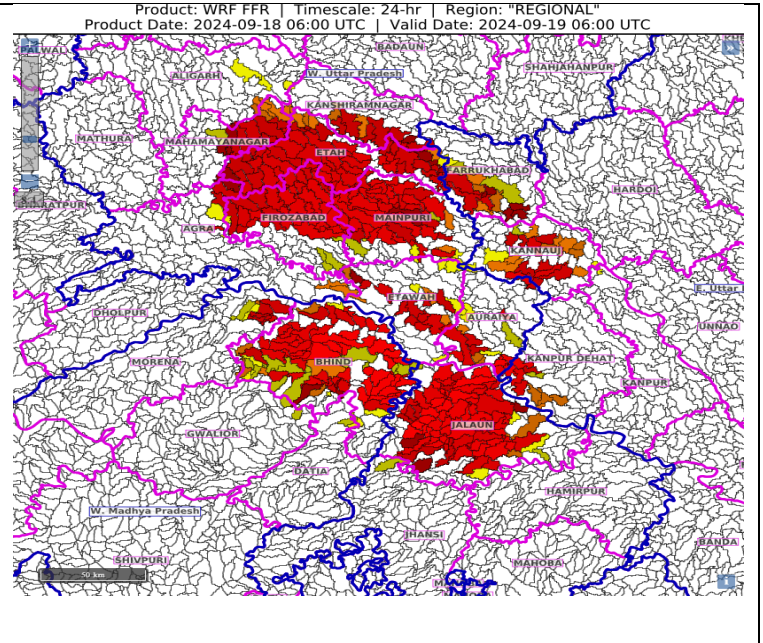 Product: WRF FFR | Timescale: 24-hr | Region: "REGIONAL"
Product Date: 2024-09-18 06:00 UTC | Valid Date: 2024-09-19 06:00 UTC
PALWAL
BADAUN
SHAHJAHANPUR
ALIGARH
W. Uttar Pradesh
KANSHIRAMNAGAR
MATHURA
MAHAMAYANAGAR
ETAH
FARRUKHABAD
HARDOI
BHARATPUR
FIROZABAD
MAINPURI
AGRA
KANNAUJ
E. Uttar
ETAWAH
DHOLPUR
AURAIYA
UNNAO
MORENA
BHIND
KANPUR DEHAT
KANPUR
JALAUN
GWALIOR
DATIA
HAMIRPUR
W. Madhya Pradesh
JHANSI
BANDA
SHIVPURI
MAHOBA
50 km